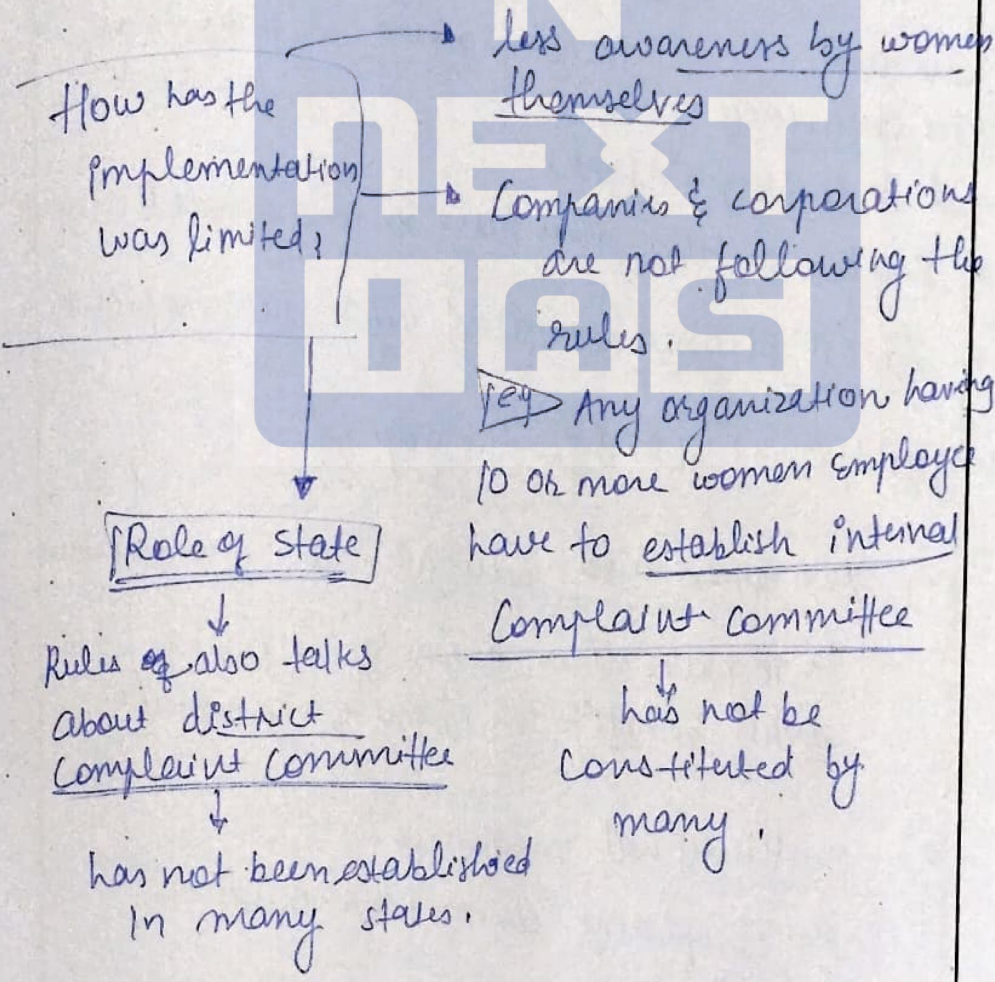 How has the
implementation
was limited?
less awareness by women
themselves
Companies & corporations
are not following the
rules.
eg Any organization having
10 or more women employee
have to establish internal
Complaint committee
has not be
constituted by
many.
Role of State
Rules also talks
about district
Complaint Committee
has not been established
in many states.
NEXT
IAS